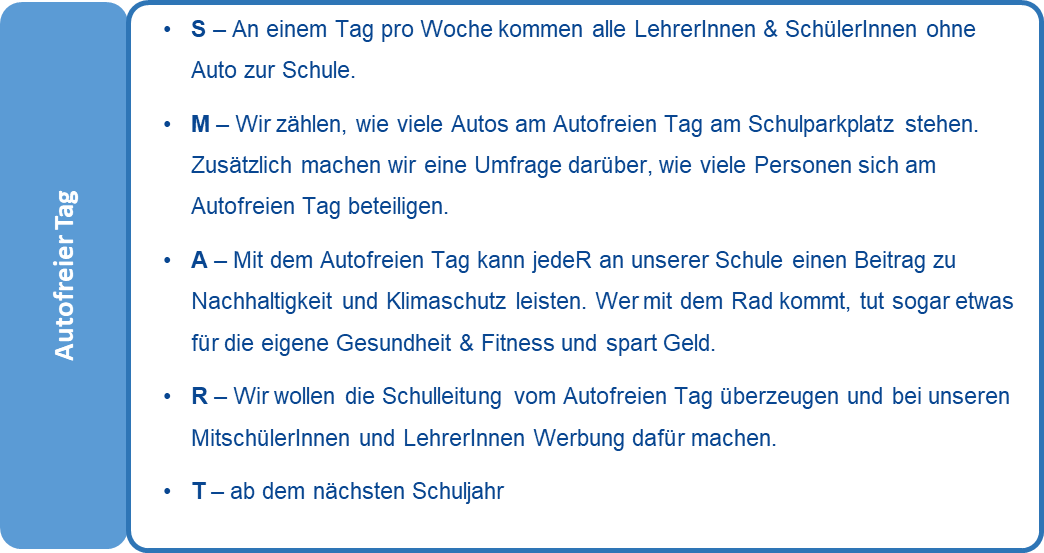 Autofreier Tag
• S – An einem Tag pro Woche kommen alle LehrerInnen & SchülerInnen ohne
Auto zur Schule.
• M – Wir zählen, wie viele Autos am Autofreien Tag am Schulparkplatz stehen.
Zusätzlich machen wir eine Umfrage darüber, wie viele Personen sich am
Autofreien Tag beteiligen.
• A – Mit dem Autofreien Tag kann jedeR an unserer Schule einen Beitrag zu
Nachhaltigkeit und Klimaschutz leisten. Wer mit dem Rad kommt, tut sogar etwas
für die eigene Gesundheit & Fitness und spart Geld.
• R – Wir wollen die Schulleitung vom Autofreien Tag überzeugen und bei unseren
MitschülerInnen und LehrerInnen Werbung dafür machen.
• T – ab dem nächsten Schuljahr